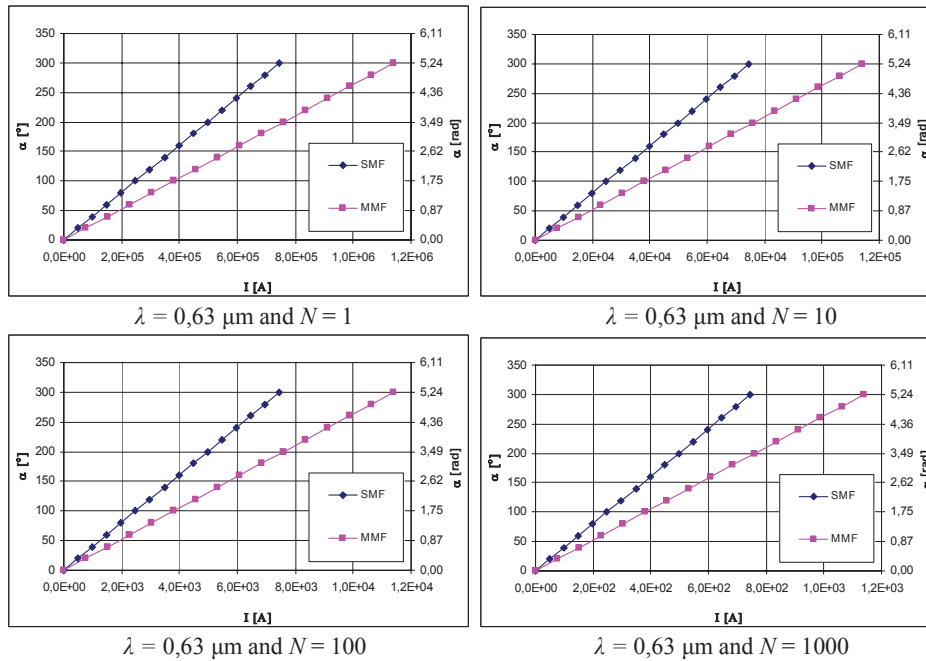 350
300
250
200
150
100
50
0
α [°]
6,11
5,24
4,36
3,49
2,62
1,75
0,87
0,00
α [rad]
SMF
MMF
0,0E+00 2,0E+05 4,0E+05 6,0E+05 8,0E+05 1,0E+06 1,2E+06
I [A]
λ = 0,63 μm and N = 1
350
300
250
200
150
100
50
0
α [°]
6,11
5,24
4,36
3,49
2,62
1,75
0,87
0,00
α [rad]
SMF
MMF
0,0E+00 2,0E+04 4,0E+04 6,0E+04 8,0E+04 1,0E+05 1,2E+05
I [A]
λ = 0,63 μm and N = 10
350
300
250
200
150
100
50
0
α [°]
6,11
5,24
4,36
3,49
2,62
1,75
0,87
0,00
α [rad]
SMF
MMF
0,0E+00 2,0E+03 4,0E+03 6,0E+03 8,0E+03 1,0E+04 1,2E+04
I [A]
λ = 0,63 μm and N = 100
350
300
250
200
150
100
50
0
α [°]
6,11
5,24
4,36
3,49
2,62
1,75
0,87
0,00
α [rad]
SMF
MMF
0,0E+00 2,0E+02 4,0E+02 6,0E+02 8,0E+02 1,0E+03 1,2E+03
I [A]
λ = 0,63 μm and N = 1000